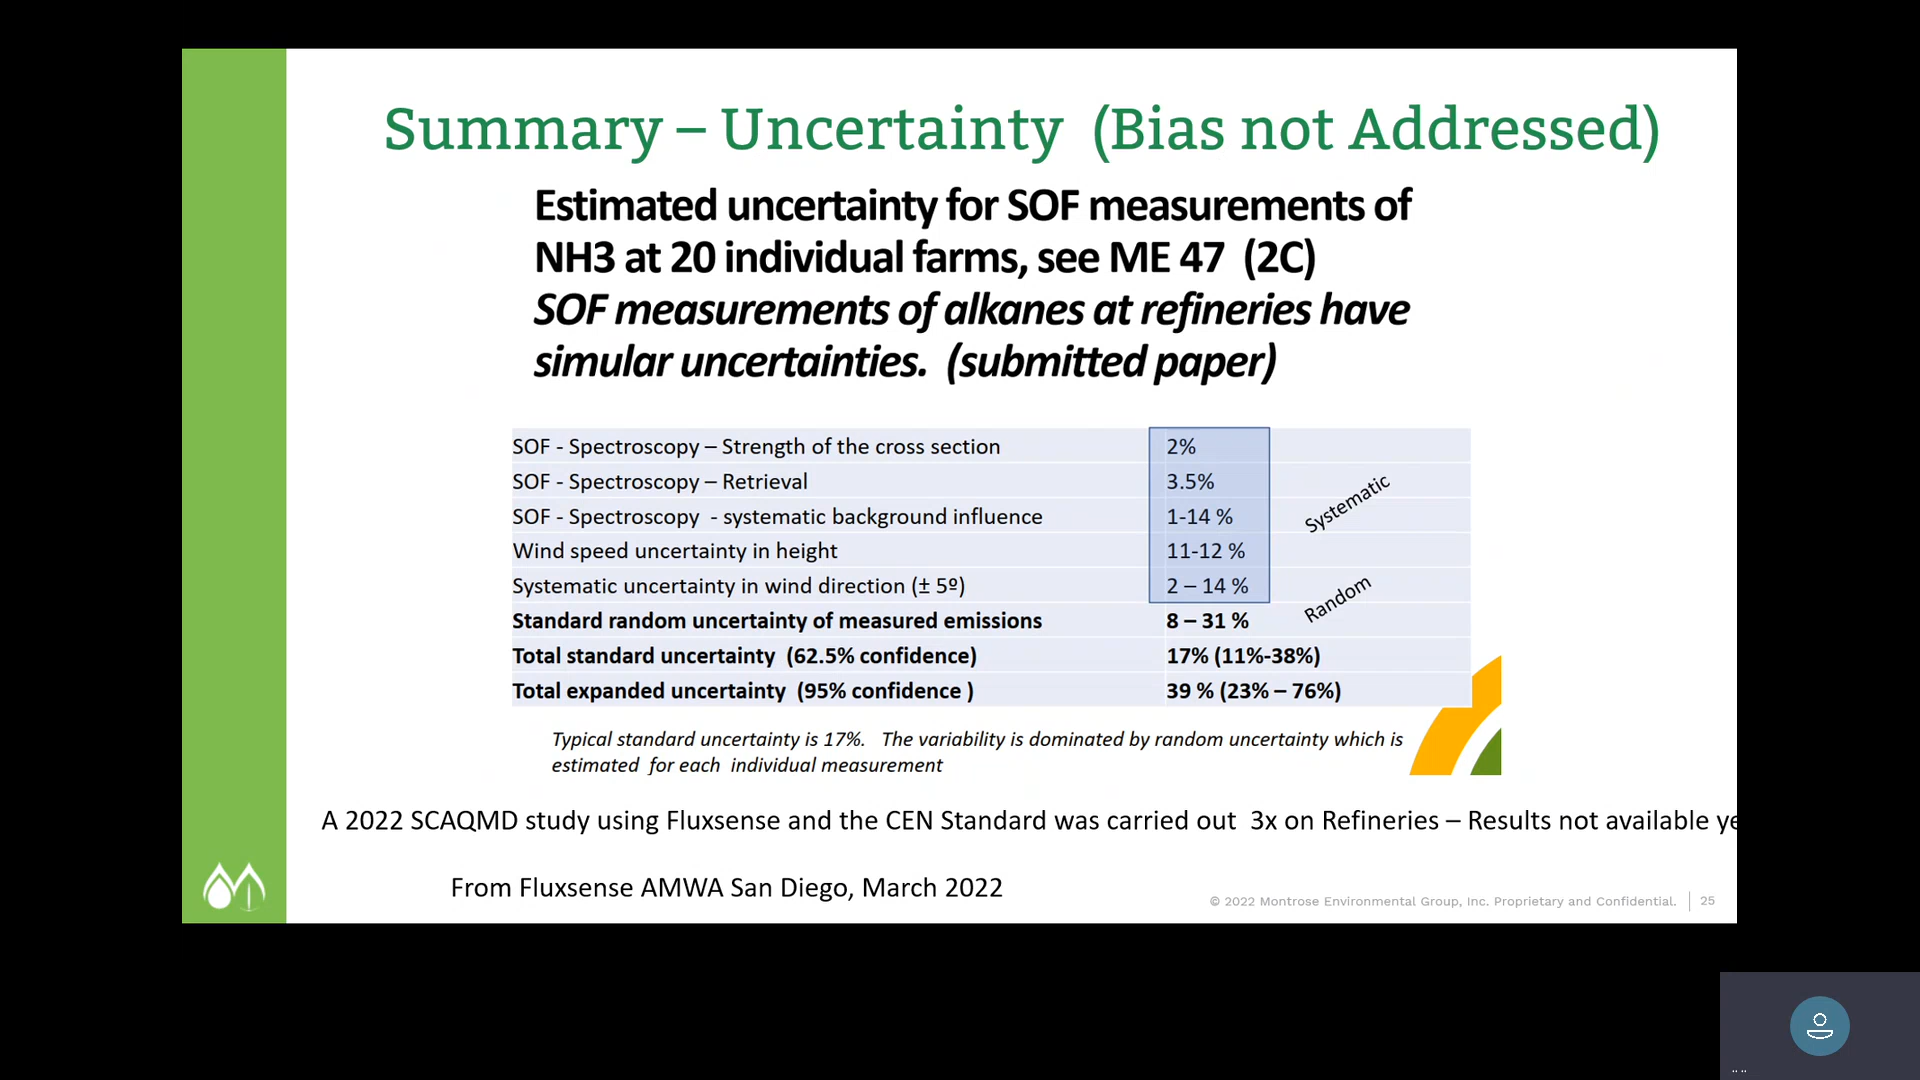 Summary – Uncertainty (Bias not Addressed)
Estimated uncertainty for SOF measurements of
NH3 at 20 individual farms, see ME 47 (2C)
SOF measurements of alkanes at refineries have
simular uncertainties. (submitted paper)
SOF - Spectroscopy – Strength of the cross section 2%
SOF - Spectroscopy – Retrieval 3.5%
SOF - Spectroscopy - systematic background influence 1-14 %
Wind speed uncertainty in height 11-12 %
Systematic uncertainty in wind direction (± 5º) 2 – 14 %
Systematic
Standard random uncertainty of measured emissions 8 – 31 %
Random
Total standard uncertainty (62.5% confidence) 17% (11%-38%)
Total expanded uncertainty (95% confidence ) 39 % (23% – 76%)
Typical standard uncertainty is 17%. The variability is dominated by random uncertainty which is
estimated for each individual measurement
A 2022 SCAQMD study using Fluxsense and the CEN Standard was carried out 3x on Refineries – Results not available ye
From Fluxsense AMWA San Diego, March 2022
© 2022 Montrose Environmental Group, Inc. Proprietary and Confidential. 25